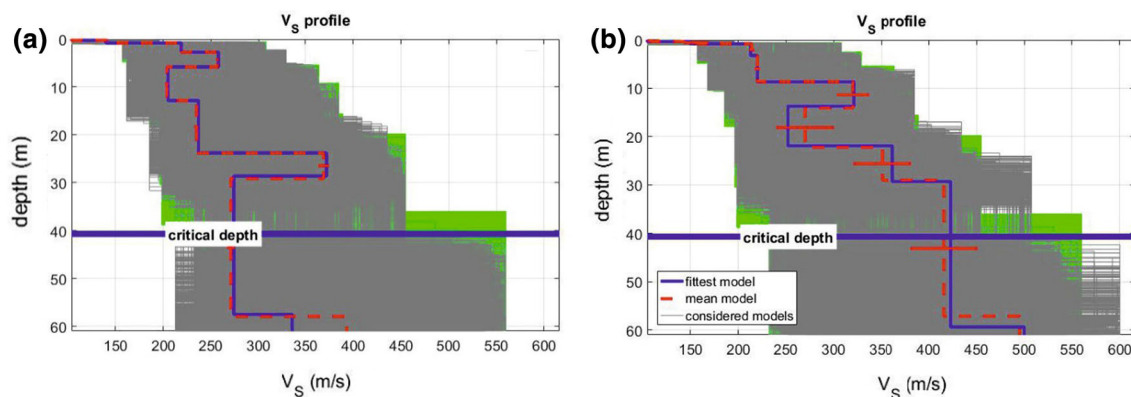 (a)
V_S profile
0
10
20
30
40
50
60
depth (m)
critical depth
150 200 250 300 350 400 450 500 550 600
V_S (m/s)
(b)
V_S profile
0
10
20
30
40
50
60
depth (m)
critical depth
fittest model
mean model
considered models
150 200 250 300 350 400 450 500 550 600
V_S (m/s)